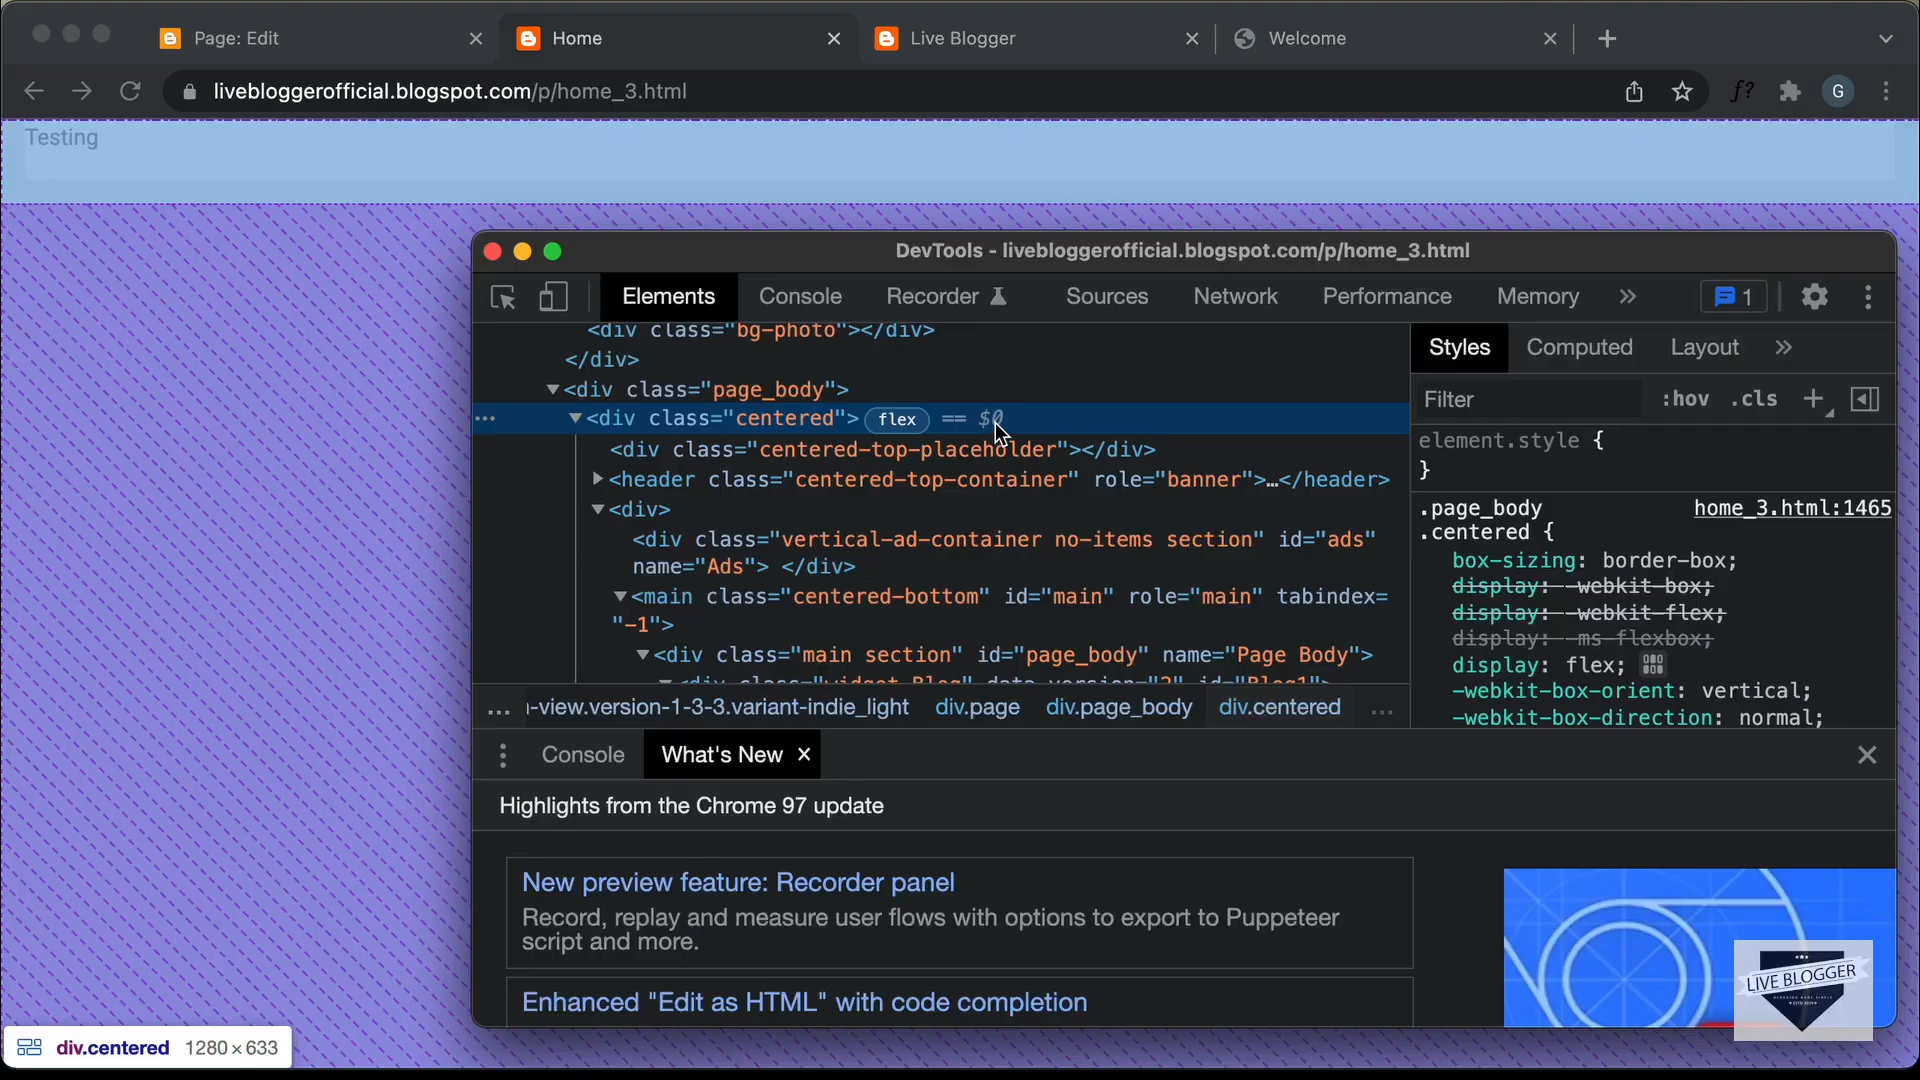 Page: Edit
Home
Live Blogger
Welcome
livebloggerofficial.blogspot.com/p/home_3.html
f?
G
Testing
DevTools - livebloggerofficial.blogspot.com/p/home_3.html
Elements
Console
Recorder
Sources
Network
Performance
Memory
1
<div class="bg-photo"></div>
</div>
<div class="page_body">
<div class="centered"> flex == $0
<div class="centered-top-placeholder"></div>
<header class="centered-top-container" role="banner">…</header>
<div>
<div class="vertical-ad-container no-items section" id="ads"
name="Ads"> </div>
<main class="centered-bottom" id="main" role="main" tabindex=
"-1">
<div class="main section" id="page_body" name="Page Body">
<div class="widget Blog" data-version="2" id="Blog1">
... n-view.version-1-3-3.variant-indie_light div.page div.page_body div.centered ...
Styles
Computed
Layout
Filter
:hov
.cls
element.style {
}
.page_body home_3.html:1465
.centered {
box-sizing: border-box;
display: -webkit-box;
display: -webkit-flex;
display: -ms-flexbox;
display: flex;
-webkit-box-orient: vertical;
-webkit-box-direction: normal;
Console
What's New
Highlights from the Chrome 97 update
New preview feature: Recorder panel
Record, replay and measure user flows with options to export to Puppeteer
script and more.
Enhanced "Edit as HTML" with code completion
LIVE BLOGGER
div.centered 1280×633